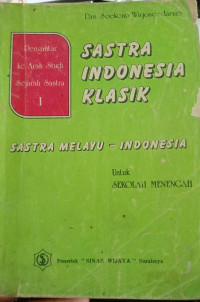 Drs. Soekono Wirjosoedarmo
Pengantar
ke Arah Studi
Sejarah Sastra
I
SASTRA
INDONESIA
KLASIK
SASTRA MELAYU - INDONESIA
Untuk
SEKOLAH MENENGAH
Penerbit "SINAR WIJAYA" Surabaya